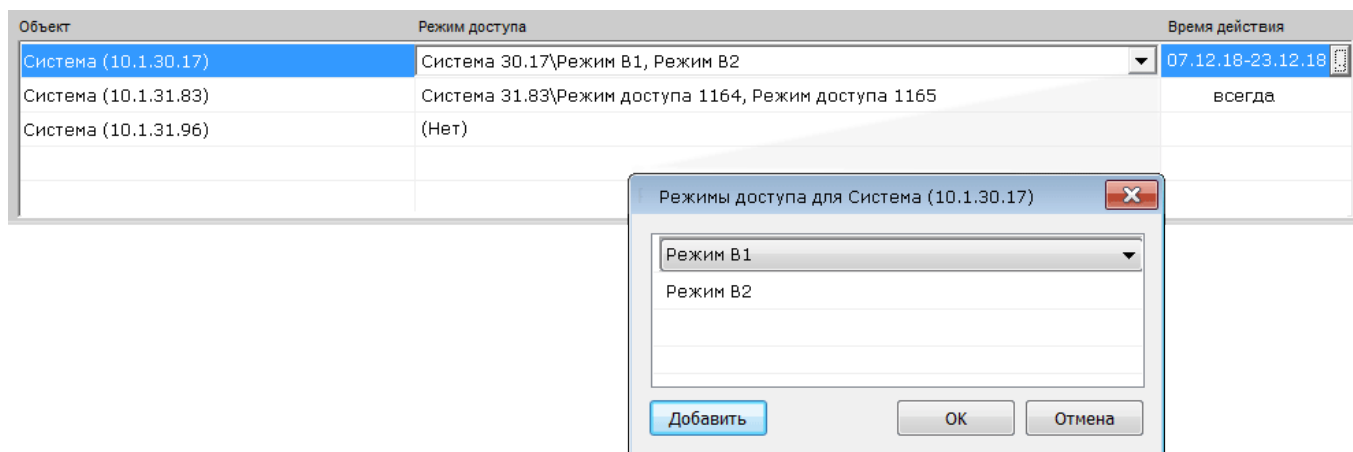 Объект Режим доступа Время действия
Система (10.1.30.17) Система 30.17\Режим В1, Режим В2 07.12.18-23.12.18 ..
Система (10.1.31.83) Система 31.83\Режим доступа 1164, Режим доступа 1165 всегда
Система (10.1.31.96) (Нет)
Режимы доступа для Система (10.1.30.17)
Режим В1
Режим В2
Добавить ОК Отмена